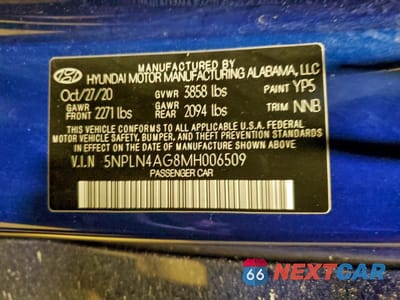 MANUFACTURED BY
HYUNDAI MOTOR MANUFACTURING ALABAMA, LLC
Oct/27/20 GVWR 3858 lbs PAINT YP5
GAWR FRONT 2271 lbs GAWR REAR 2094 lbs TRIM NNB
THIS VEHICLE CONFORMS TO ALL APPLICABLE U.S. FEDERAL
MOTOR VEHICLE SAFETY, BUMPER, AND THEFT PREVENTION STANDARDS
IN EFFECT ON THE DATE OF MANUFACTURE SHOWN ABOVE.
V.I.N 5NPLN4AG8MH006509
PASSENGER CAR
66 NEXTCAR